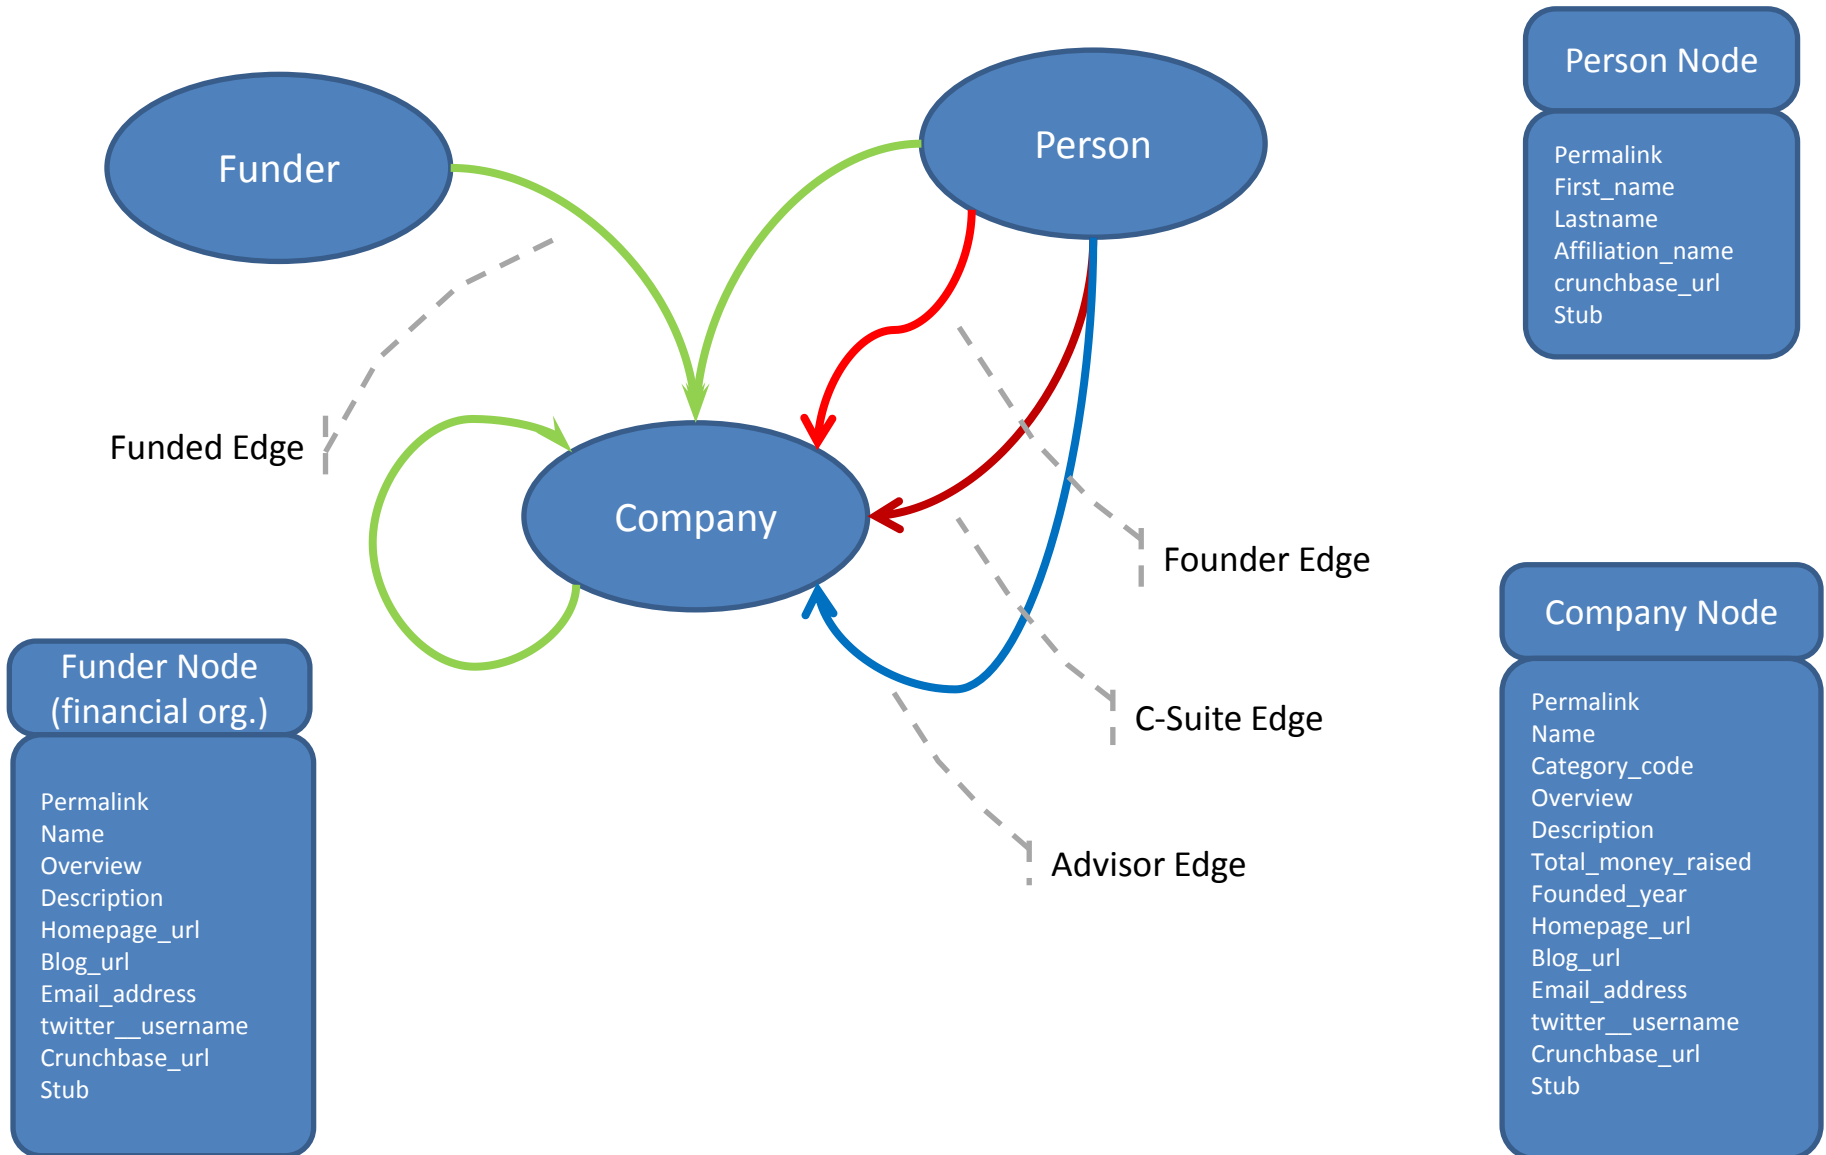 Funder
Person
Company
Funded Edge
Founder Edge
C-Suite Edge
Advisor Edge
Person Node
Permalink
First_name
Lastname
Affiliation_name
crunchbase_url
Stub
Funder Node
(financial org.)
Permalink
Name
Overview
Description
Homepage_url
Blog_url
Email_address
twitter__username
Crunchbase_url
Stub
Company Node
Permalink
Name
Category_code
Overview
Description
Total_money_raised
Founded_year
Homepage_url
Blog_url
Email_address
twitter__username
Crunchbase_url
Stub